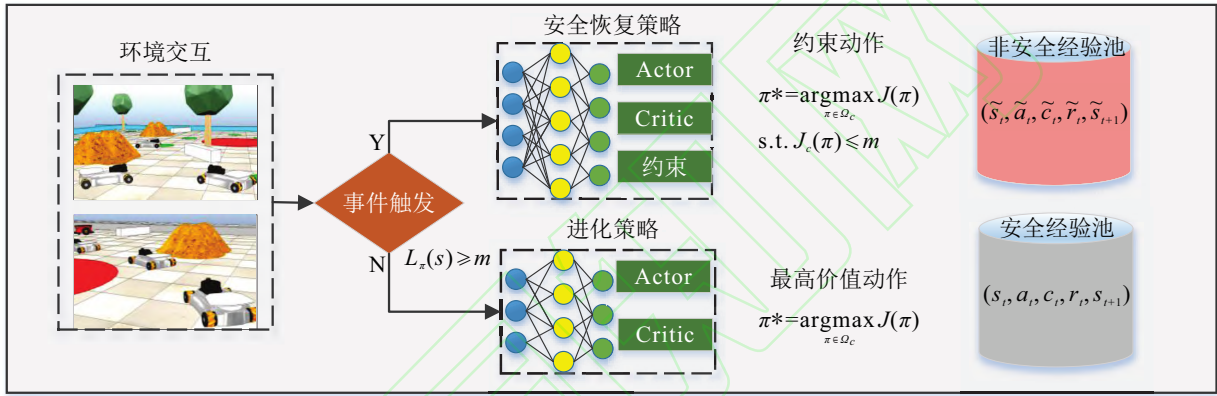 环境交互
事件触发
Y
N
L_π(s)≥m
安全恢复策略
Actor
Critic
约束
进化策略
Actor
Critic
约束动作
π*=argmax J(π)
π∈Ω_C
s.t. J_c(π)≤m
最高价值动作
π*=argmax J(π)
π∈Ω_C
非安全经验池
(s̃_t, ã_t, c̃_t, r̃_t, s̃_{t+1})
安全经验池
(s_t, a_t, c_t, r_t, s_{t+1})